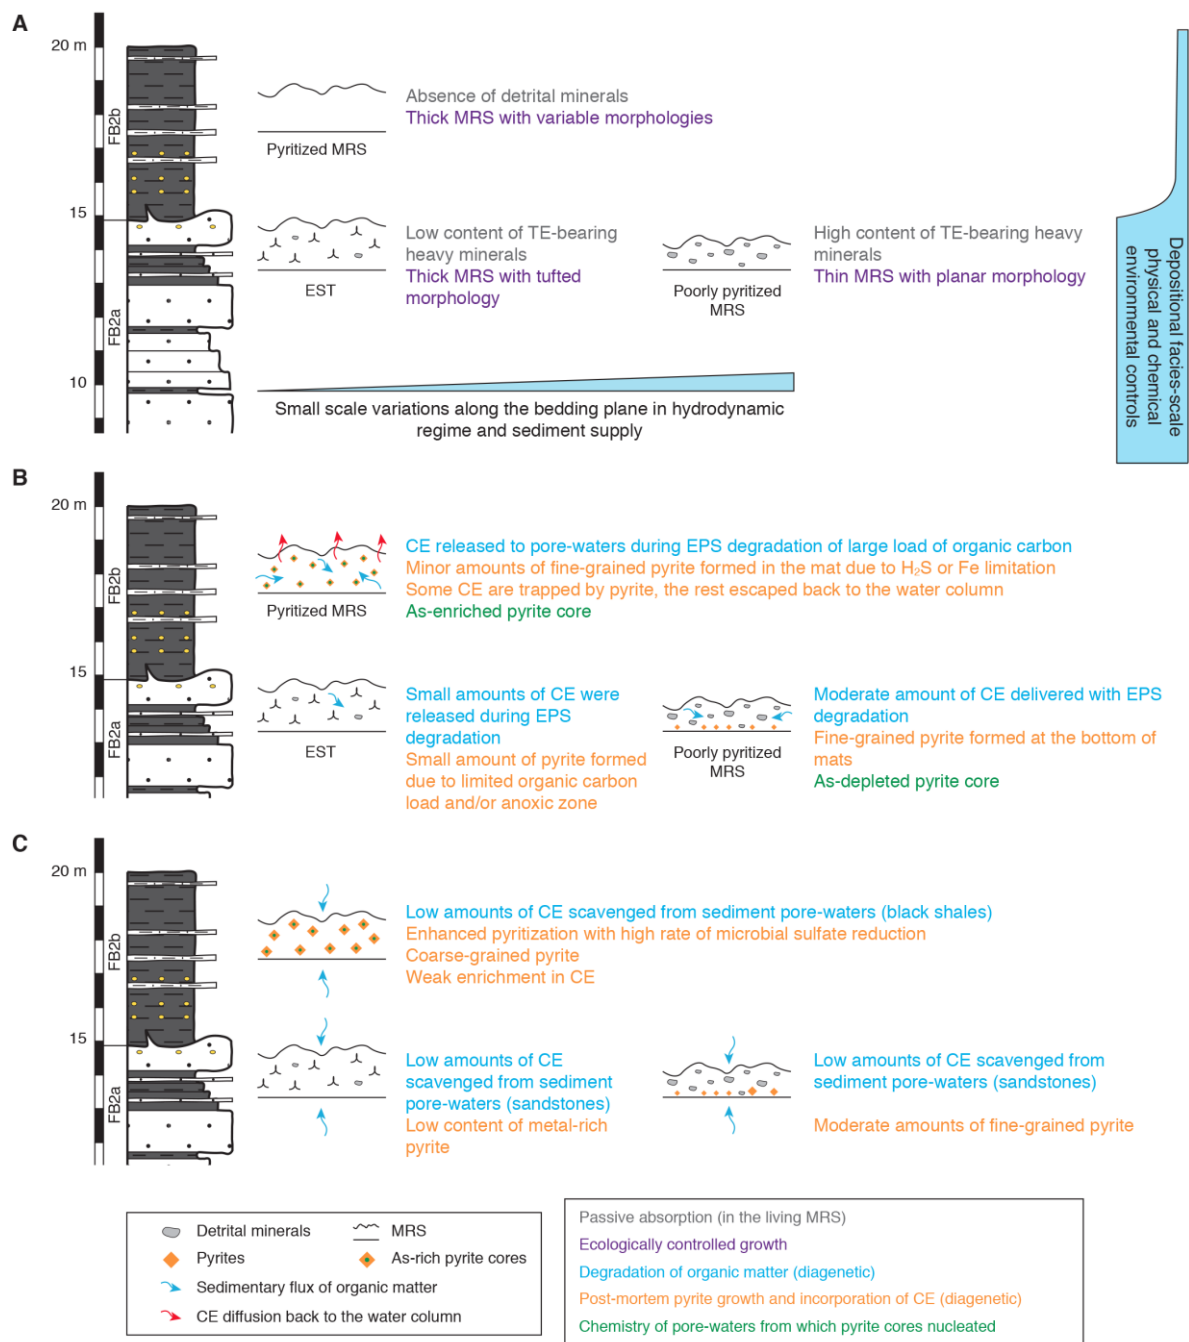 A
20 m
FB2b
15
FB2a
10
Absence of detrital minerals
Thick MRS with variable morphologies
Pyritized MRS
Low content of TE-bearing
heavy minerals
Thick MRS with tufted
morphology
EST
High content of TE-bearing heavy
minerals
Thin MRS with planar morphology
Poorly pyritized
MRS
Small scale variations along the bedding plane in hydrodynamic
regime and sediment supply
Depositional facies-scale
physical and chemical
environmental controls
B
20 m
FB2b
15
FB2a
CE released to pore-waters during EPS degradation of large load of organic carbon
Minor amounts of fine-grained pyrite formed in the mat due to H₂S or Fe limitation
Some CE are trapped by pyrite, the rest escaped back to the water column
As-enriched pyrite core
Pyritized MRS
Small amounts of CE were
released during EPS
degradation
Small amount of pyrite formed
due to limited organic carbon
load and/or anoxic zone
EST
Moderate amount of CE delivered with EPS
degradation
Fine-grained pyrite formed at the bottom of
mats
As-depleted pyrite core
Poorly pyritized
MRS
C
20 m
FB2b
15
FB2a
Low amounts of CE scavenged from sediment pore-waters (black shales)
Enhanced pyritization with high rate of microbial sulfate reduction
Coarse-grained pyrite
Weak enrichment in CE
Low amounts of CE
scavenged from sediment
pore-waters (sandstones)
Low content of metal-rich
pyrite
Low amounts of CE scavenged from
sediment pore-waters (sandstones)
Moderate amounts of fine-grained pyrite
Detrital minerals
MRS
Pyrites
As-rich pyrite cores
Sedimentary flux of organic matter
CE diffusion back to the water column
Passive absorption (in the living MRS)
Ecologically controlled growth
Degradation of organic matter (diagenetic)
Post-mortem pyrite growth and incorporation of CE (diagenetic)
Chemistry of pore-waters from which pyrite cores nucleated